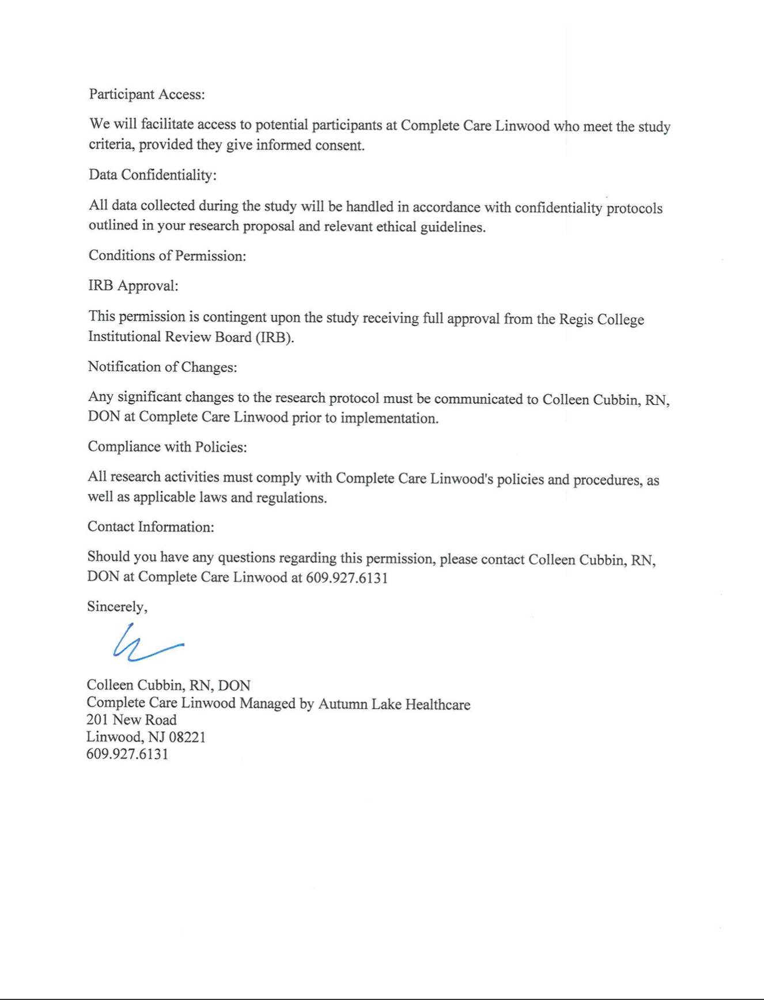 Participant Access:
We will facilitate access to potential participants at Complete Care Linwood who meet the study
criteria, provided they give informed consent.
Data Confidentiality:
All data collected during the study will be handled in accordance with confidentiality protocols
outlined in your research proposal and relevant ethical guidelines.
Conditions of Permission:
IRB Approval:
This permission is contingent upon the study receiving full approval from the Regis College
Institutional Review Board (IRB).
Notification of Changes:
Any significant changes to the research protocol must be communicated to Colleen Cubbin, RN,
DON at Complete Care Linwood prior to implementation.
Compliance with Policies:
All research activities must comply with Complete Care Linwood's policies and procedures, as
well as applicable laws and regulations.
Contact Information:
Should you have any questions regarding this permission, please contact Colleen Cubbin, RN,
DON at Complete Care Linwood at 609.927.6131
Sincerely,
Colleen Cubbin, RN, DON
Complete Care Linwood Managed by Autumn Lake Healthcare
201 New Road
Linwood, NJ 08221
609.927.6131